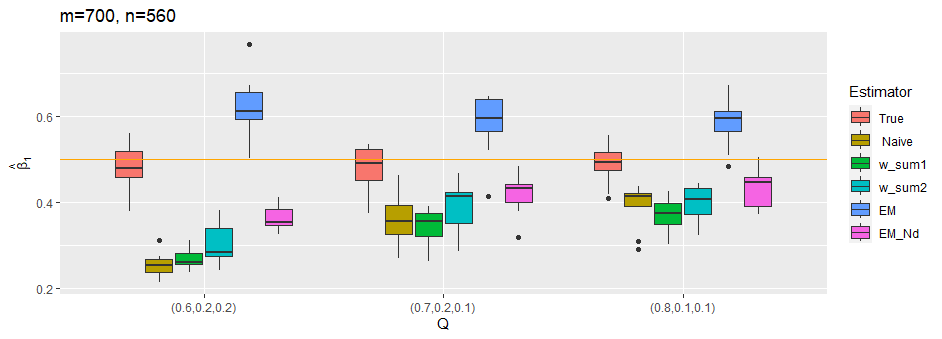 m=700, n=560
0.6
0.4
0.2
β̂1
(0.6,0.2,0.2)
(0.7,0.2,0.1)
(0.8,0.1,0.1)
Q
Estimator
True
Naive
w_sum1
w_sum2
EM
EM_Nd